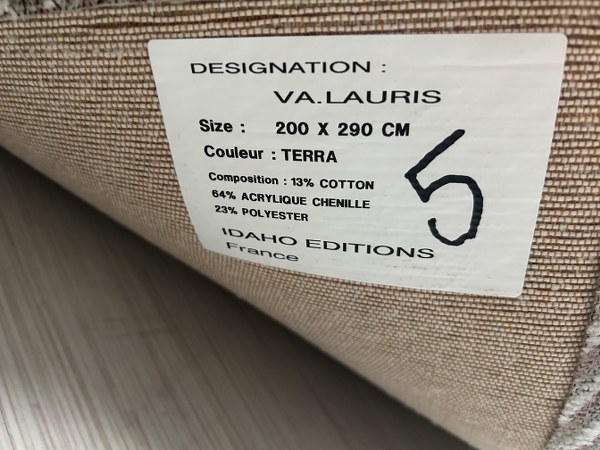 DESIGNATION :
VA.LAURIS
Size : 200 X 290 CM
Couleur : TERRA
Composition : 13% COTTON
64% ACRYLIQUE CHENILLE
23% POLYESTER
IDAHO EDITIONS
France
5